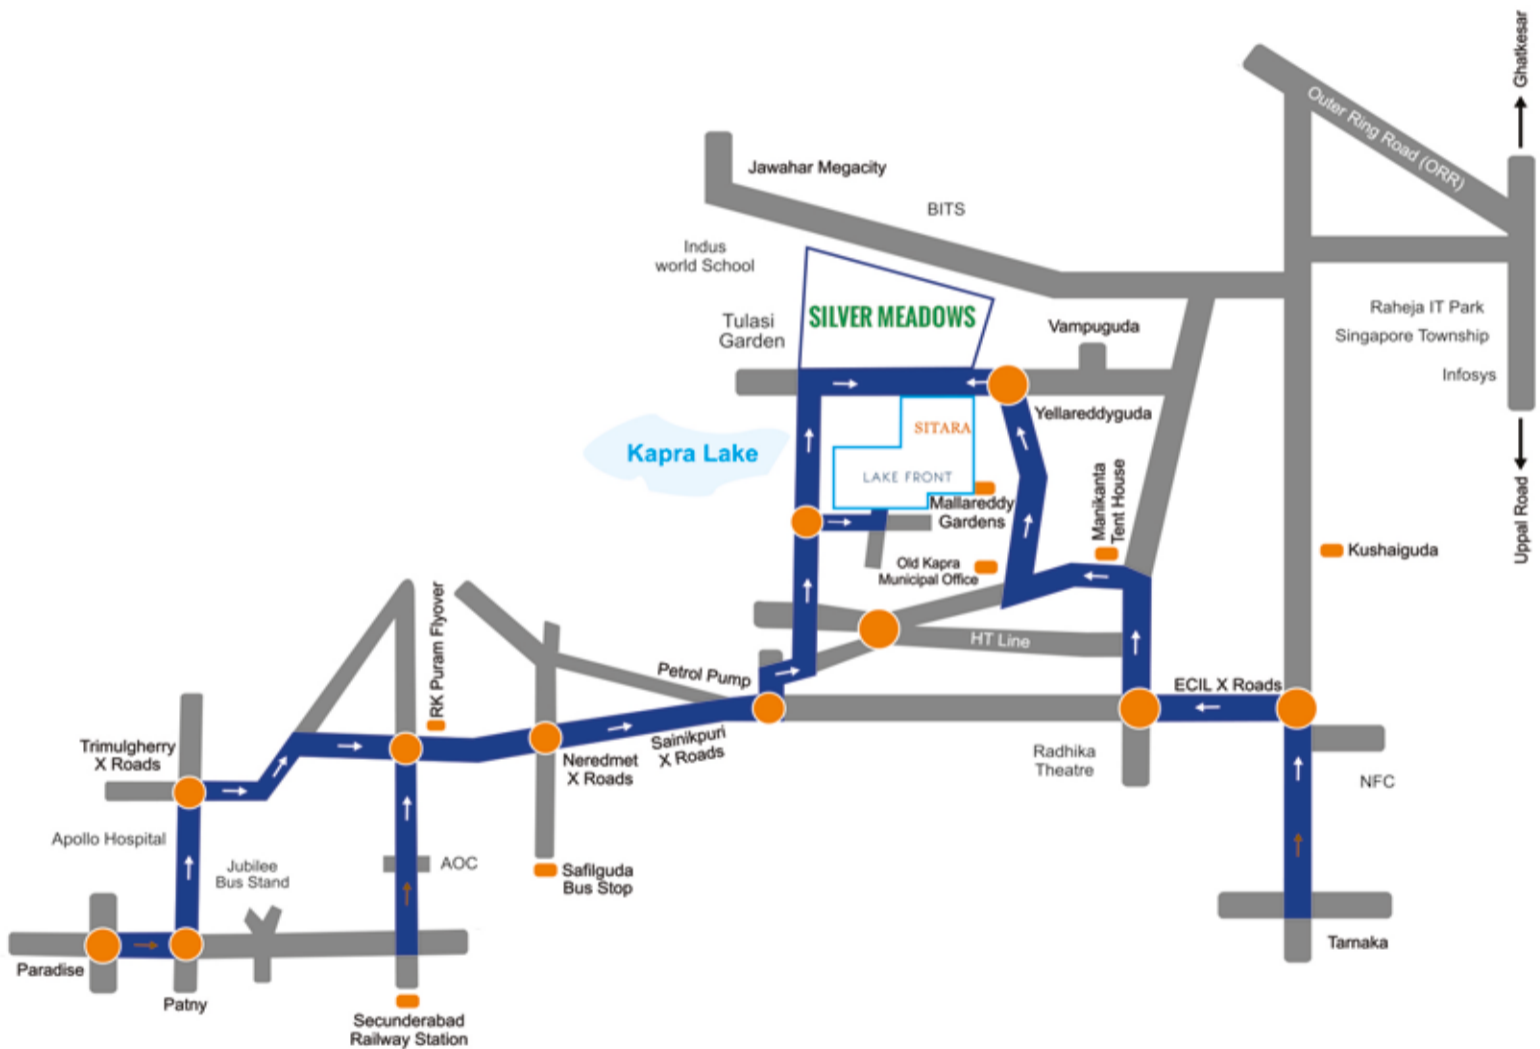 Ghatkesar
Outer Ring Road (ORR)
Jawahar Megacity
BITS
Indus
world School
SILVER MEADOWS
Tulasi
Garden
Vampuguda
Raheja IT Park
Singapore Township
Infosys
Yellareddyguda
SITARA
Kapra Lake
LAKE FRONT
Manikanta
Tent House
Mallareddy
Gardens
Uppal Road
Kushaiguda
Old Kapra
Municipal Office
HT Line
RK Puram Flyover
Petrol Pump
ECIL X Roads
Trimulgherry
X Roads
Sainikpuri
X Roads
Neredmet
X Roads
Radhika
Theatre
NFC
Apollo Hospital
Jubilee
Bus Stand
AOC
Safilguda
Bus Stop
Tarnaka
Paradise
Patny
Secunderabad
Railway Station